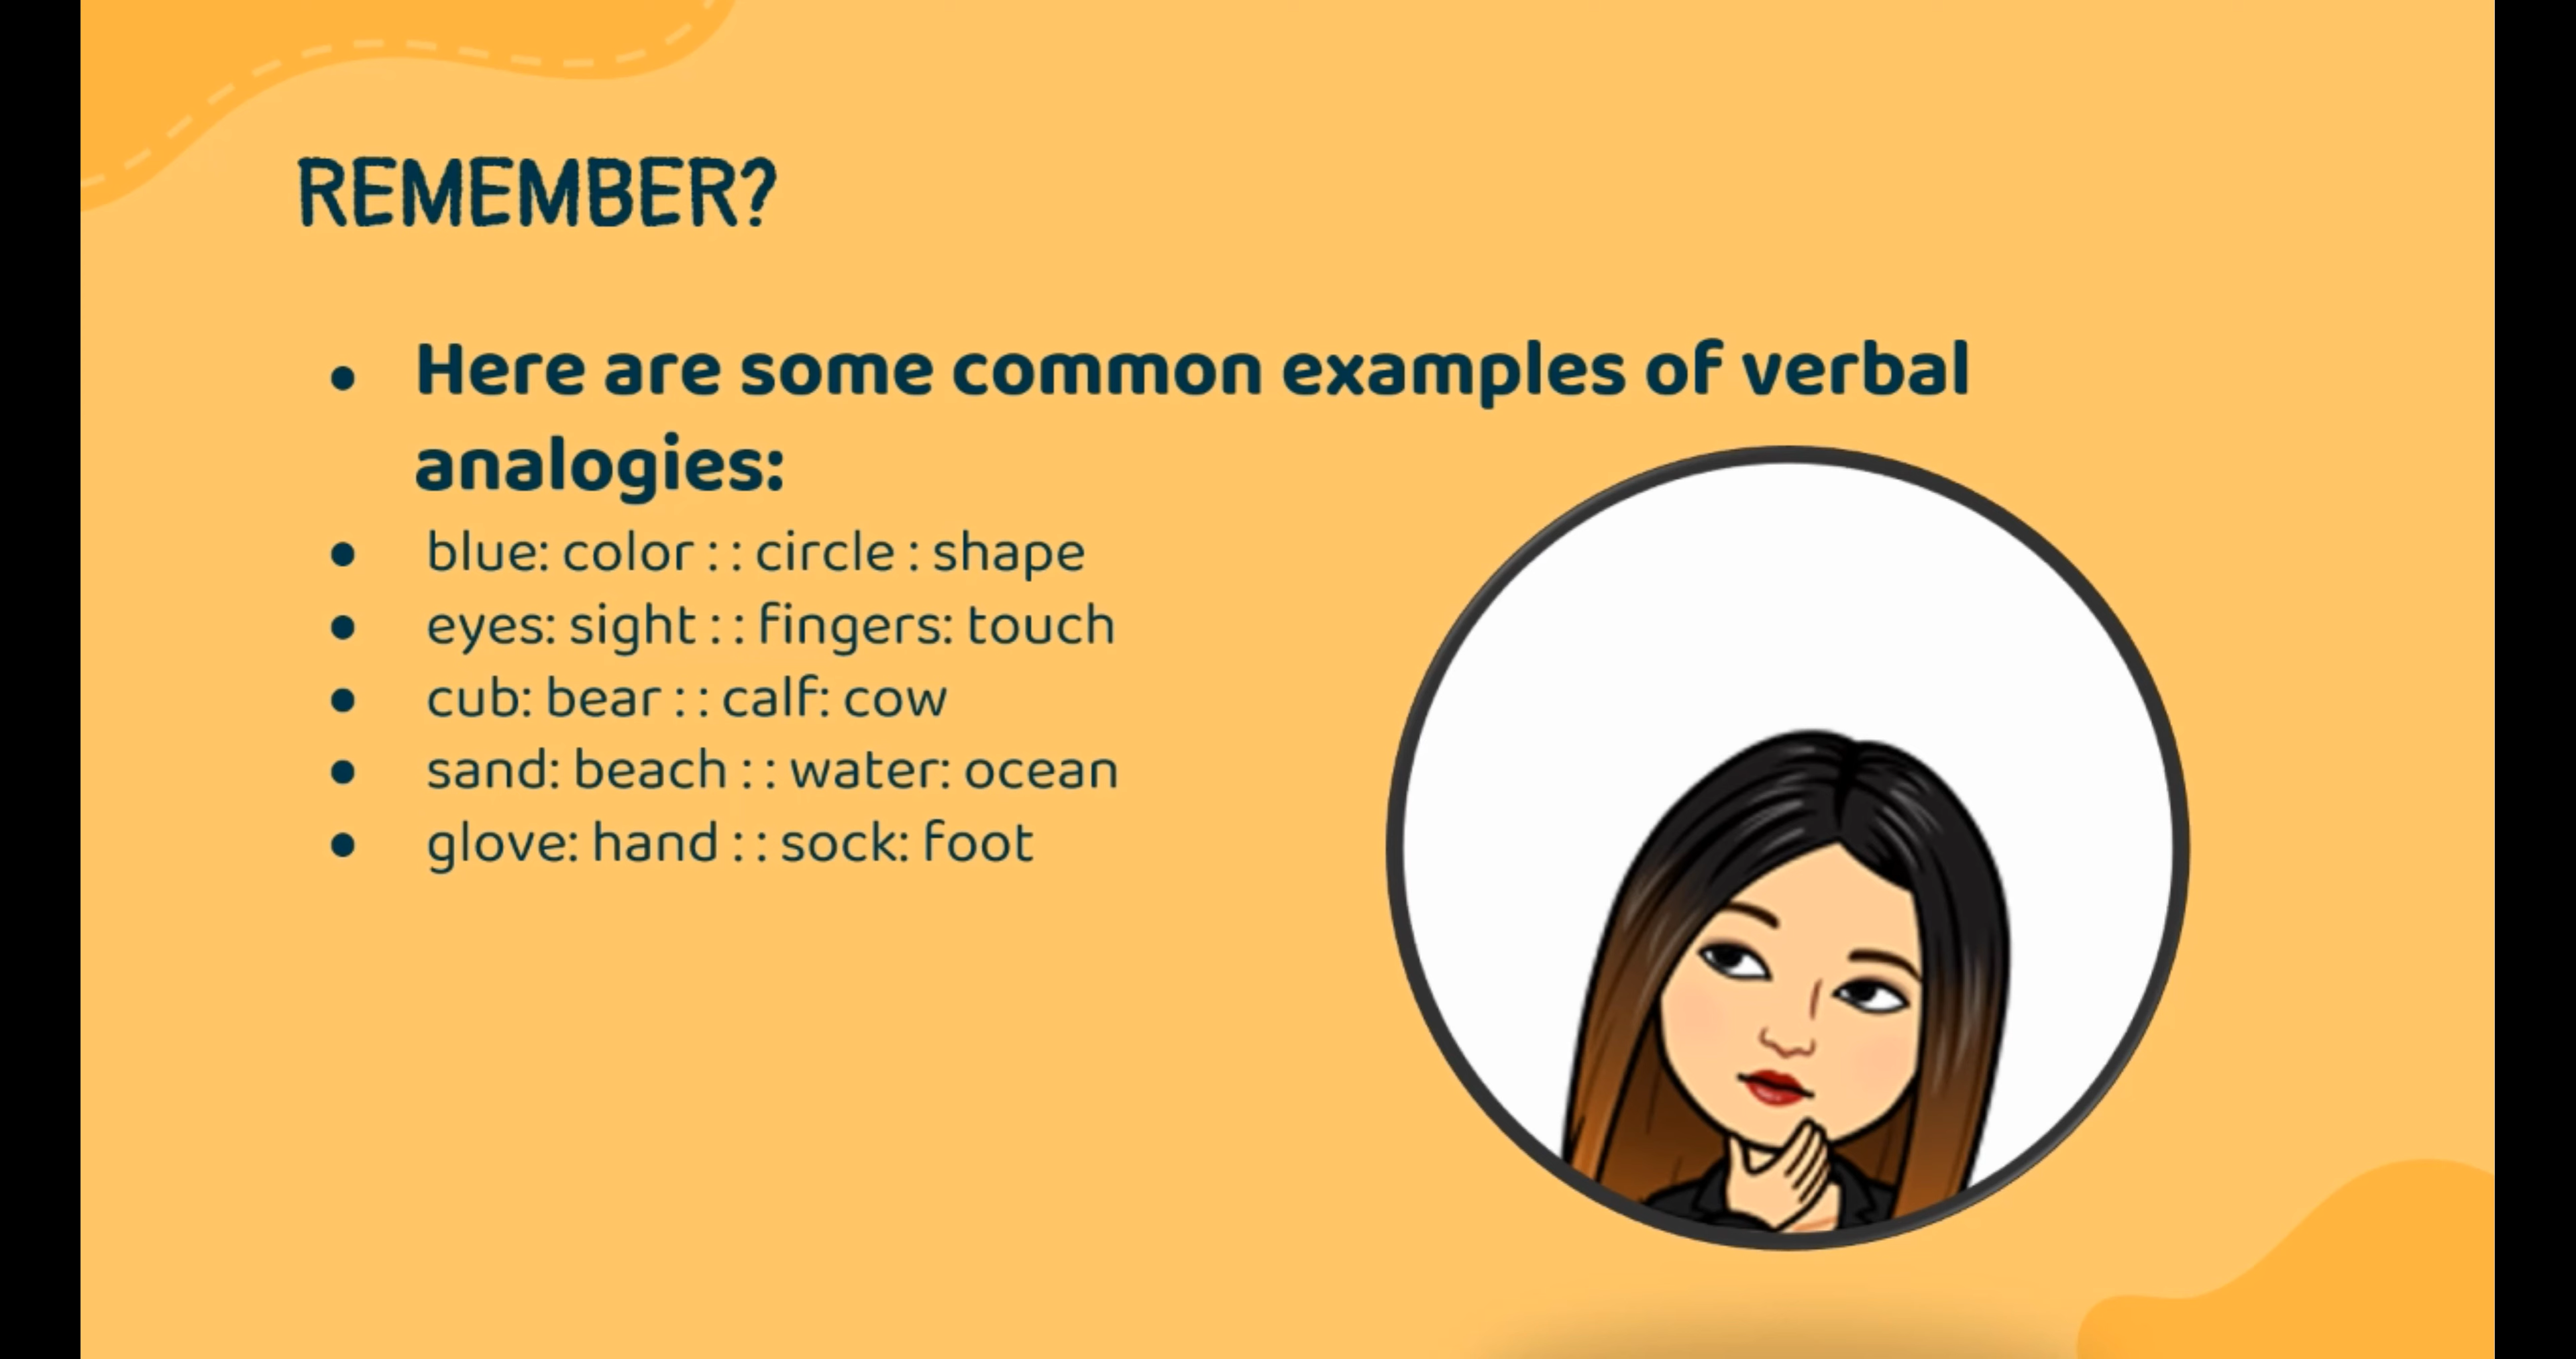 REMEMBER?
• Here are some common examples of verbal
analogies:
• blue: color : : circle : shape
• eyes: sight : : fingers: touch
• cub: bear : : calf: cow
• sand: beach : : water: ocean
• glove: hand : : sock: foot